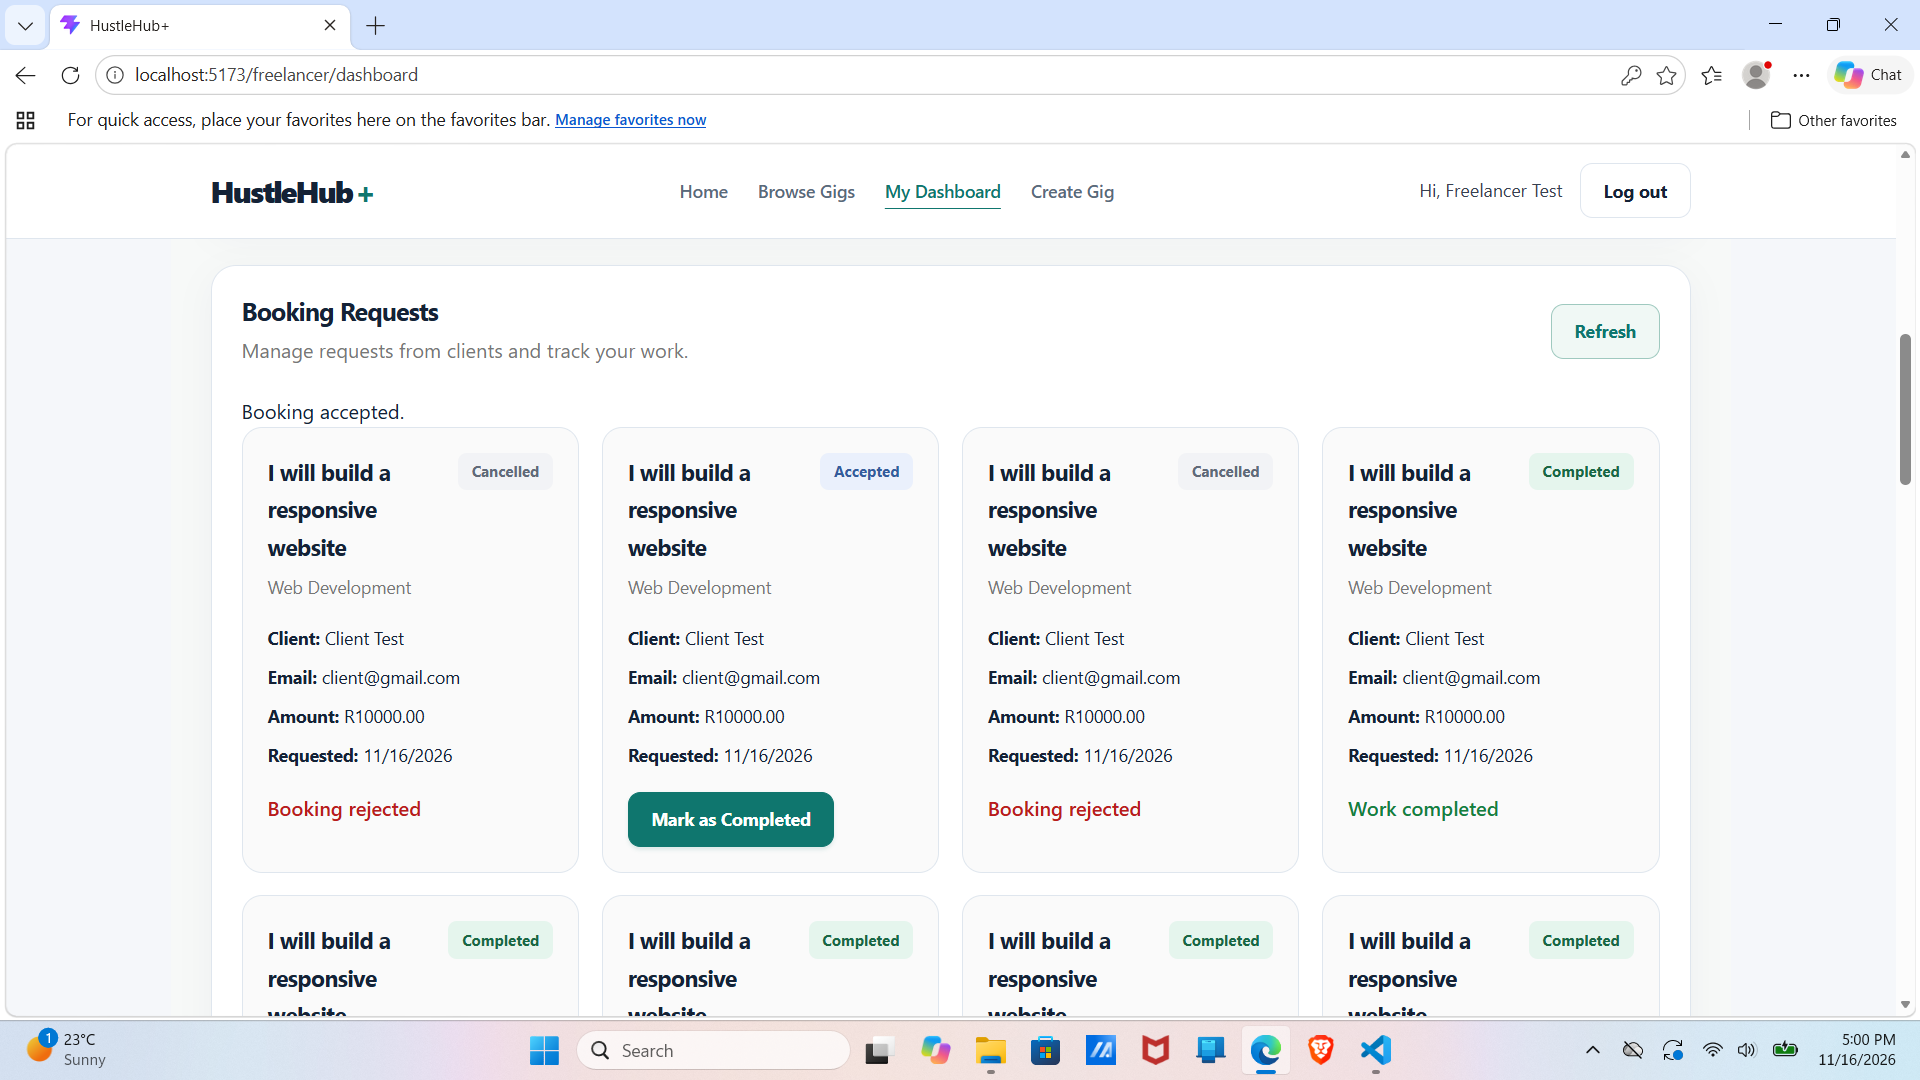 HustleHub+
localhost:5173/freelancer/dashboard
Chat
For quick access, place your favorites here on the favorites bar. Manage favorites now
Other favorites
HustleHub +
Home
Browse Gigs
My Dashboard
Create Gig
Hi, Freelancer Test
Log out
Booking Requests
Manage requests from clients and track your work.
Refresh
Booking accepted.
I will build a
responsive
website
Cancelled
Web Development
Client: Client Test
Email: client@gmail.com
Amount: R10000.00
Requested: 11/16/2026
Booking rejected
I will build a
responsive
website
Accepted
Web Development
Client: Client Test
Email: client@gmail.com
Amount: R10000.00
Requested: 11/16/2026
Mark as Completed
I will build a
responsive
website
Cancelled
Web Development
Client: Client Test
Email: client@gmail.com
Amount: R10000.00
Requested: 11/16/2026
Booking rejected
I will build a
responsive
website
Completed
Web Development
Client: Client Test
Email: client@gmail.com
Amount: R10000.00
Requested: 11/16/2026
Work completed
I will build a
responsive
website
Completed
I will build a
responsive
website
Completed
I will build a
responsive
website
Completed
I will build a
responsive
website
Completed
1
23°C
Sunny
Search
5:00 PM
11/16/2026